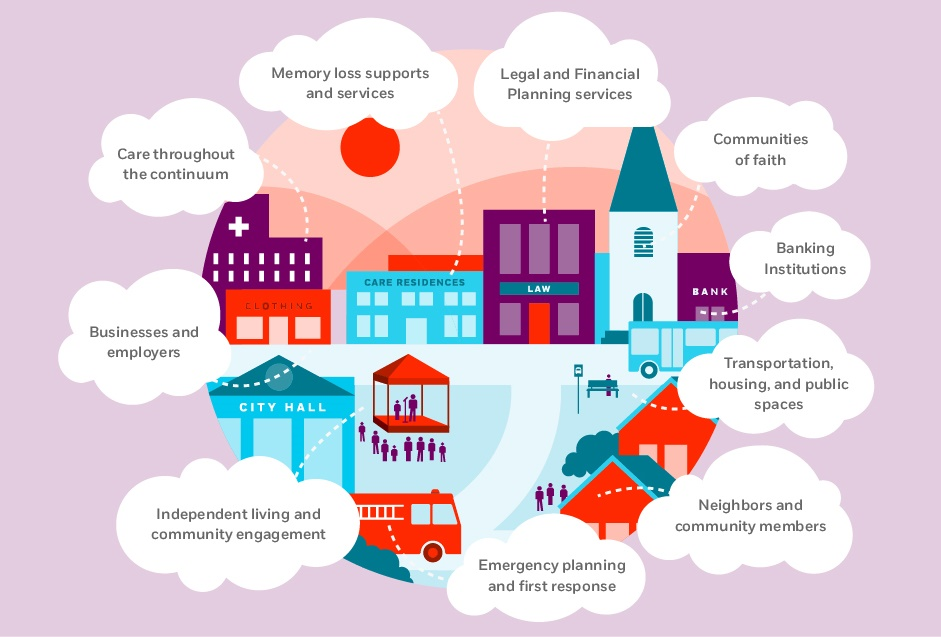 Memory loss supports
and services
Legal and Financial
Planning services
Communities
of faith
Care throughout
the continuum
Banking
Institutions
CARE RESIDENCES
LAW
BANK
CLOTHING
Businesses and
employers
Transportation,
housing, and public
spaces
CITY HALL
Independent living and
community engagement
Neighbors and
community members
Emergency planning
and first response